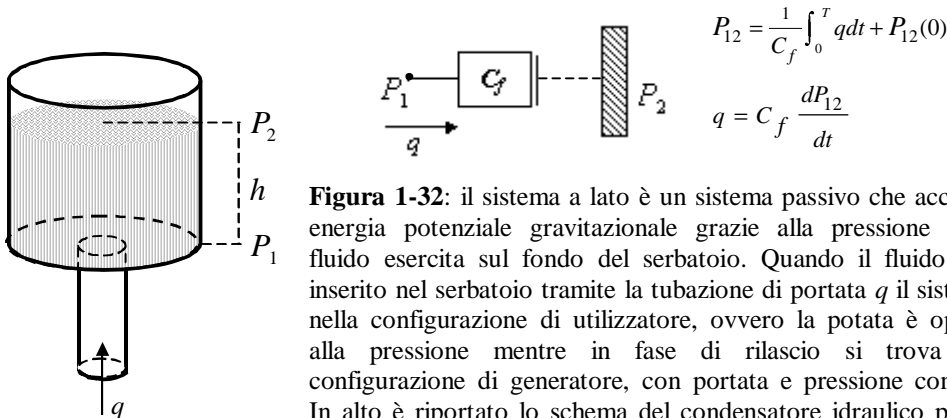 P₂
h
P₁
q
P₁
C_f
P₂
q
P₁₂ = 1/C_f ∫₀ᵀ qdt + P₁₂(0)
q = C_f dP₁₂/dt
Figura 1-32: il sistema a lato è un sistema passivo che acc
energia potenziale gravitazionale grazie alla pressione
fluido esercita sul fondo del serbatoio. Quando il fluido
inserito nel serbatoio tramite la tubazione di portata q il sist
nella configurazione di utilizzatore, ovvero la potata è op
alla pressione mentre in fase di rilascio si trova
configurazione di generatore, con portata e pressione con
In alto è riportato lo schema del condensatore idraulico p